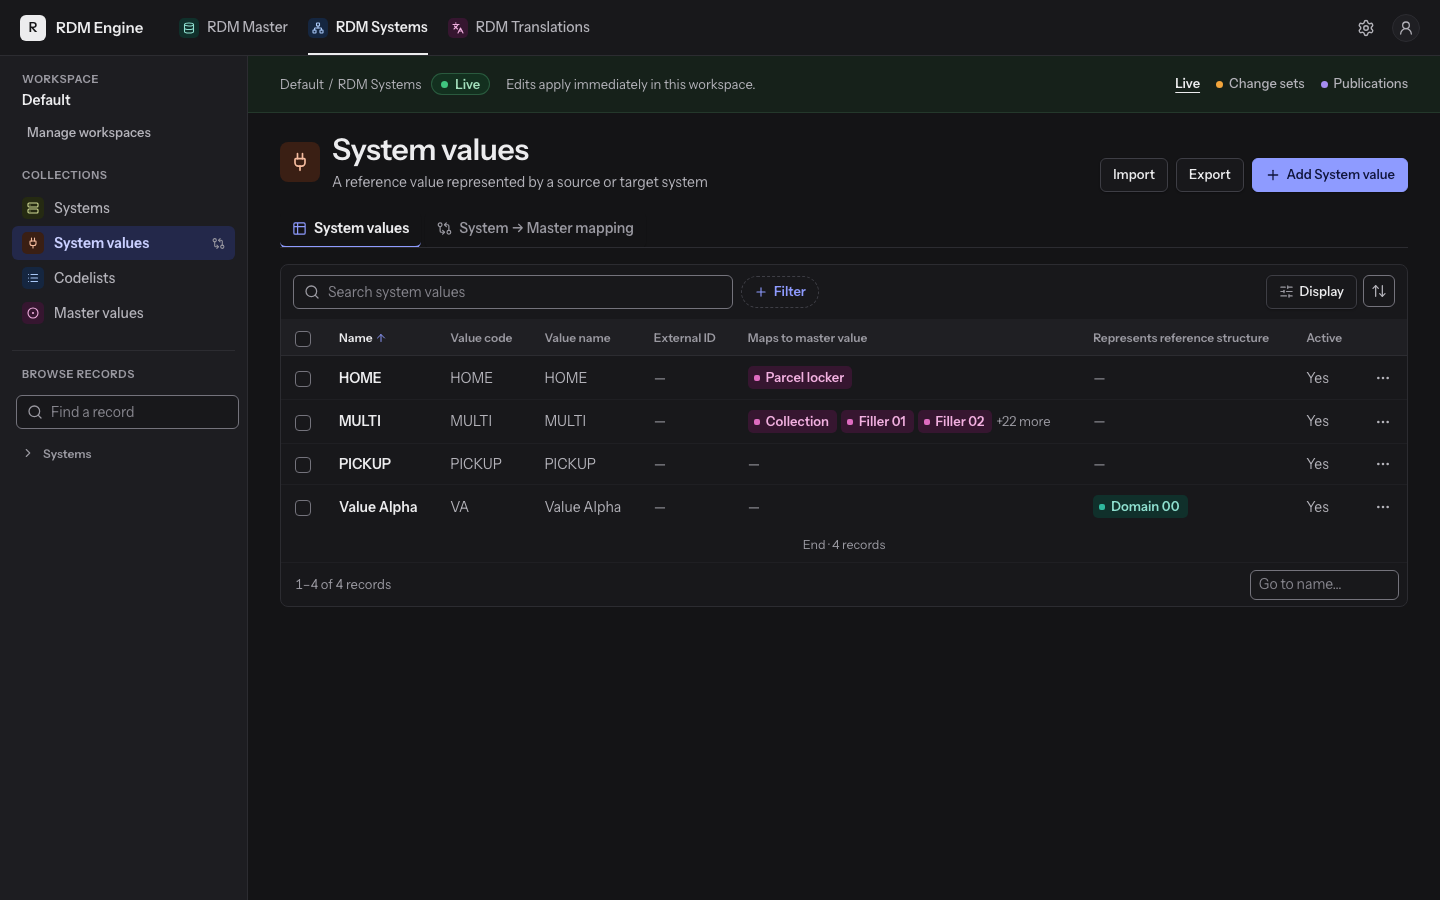 R RDM Engine RDM Master RDM Systems RDM Translations
WORKSPACE
Default
Manage workspaces
COLLECTIONS
Systems
System values
Codelists
Master values
BROWSE RECORDS
Find a record
Systems
Default / RDM Systems Live Edits apply immediately in this workspace. Live Change sets Publications
System values
A reference value represented by a source or target system
Import Export + Add System value
System values System → Master mapping
Search system values + Filter Display
Name ↑ Value code Value name External ID Maps to master value Represents reference structure Active
HOME HOME HOME — Parcel locker — Yes ...
MULTI MULTI MULTI — Collection Filler 01 Filler 02 +22 more — Yes ...
PICKUP PICKUP PICKUP — — — Yes ...
Value Alpha VA Value Alpha — — Domain 00 Yes ...
End · 4 records
1–4 of 4 records Go to name...